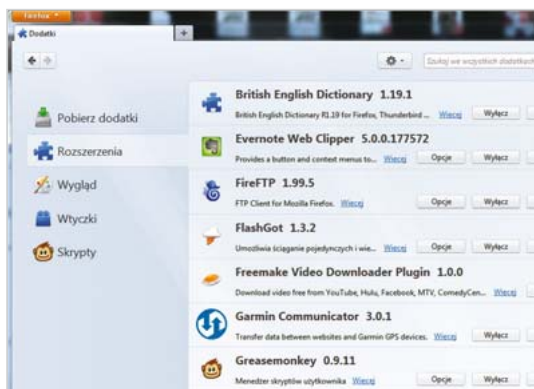 Firefox
Dodatki
Szukaj we wszystkich dodatkach
Pobierz dodatki
Rozszerzenia
Wygląd
Wtyczki
Skrypty
British English Dictionary 1.19.1
British English Dictionary R1.19 for Firefox, Thunderbird ... Więcej Wyłącz
Evernote Web Clipper 5.0.0.177572
Provides a button and context menus to... Więcej Opcje Wyłącz
FireFTP 1.99.5
FTP Client for Mozilla Firefox. Więcej Opcje Wyłącz
FlashGot 1.3.2
Umożliwia ściąganie pojedynczych i wie... Więcej Opcje Wyłącz
Freemake Video Downloader Plugin 1.0.0
Download video free from YouTube, Hulu, Facebook, MTV, ComedyCen... Więcej
Garmin Communicator 3.0.1
Transfer data between websites and Garmin GPS devices. Więcej Wyłącz
Greasemonkey 0.9.11
Menedżer skryptów użytkownika Więcej Opcje Wyłącz